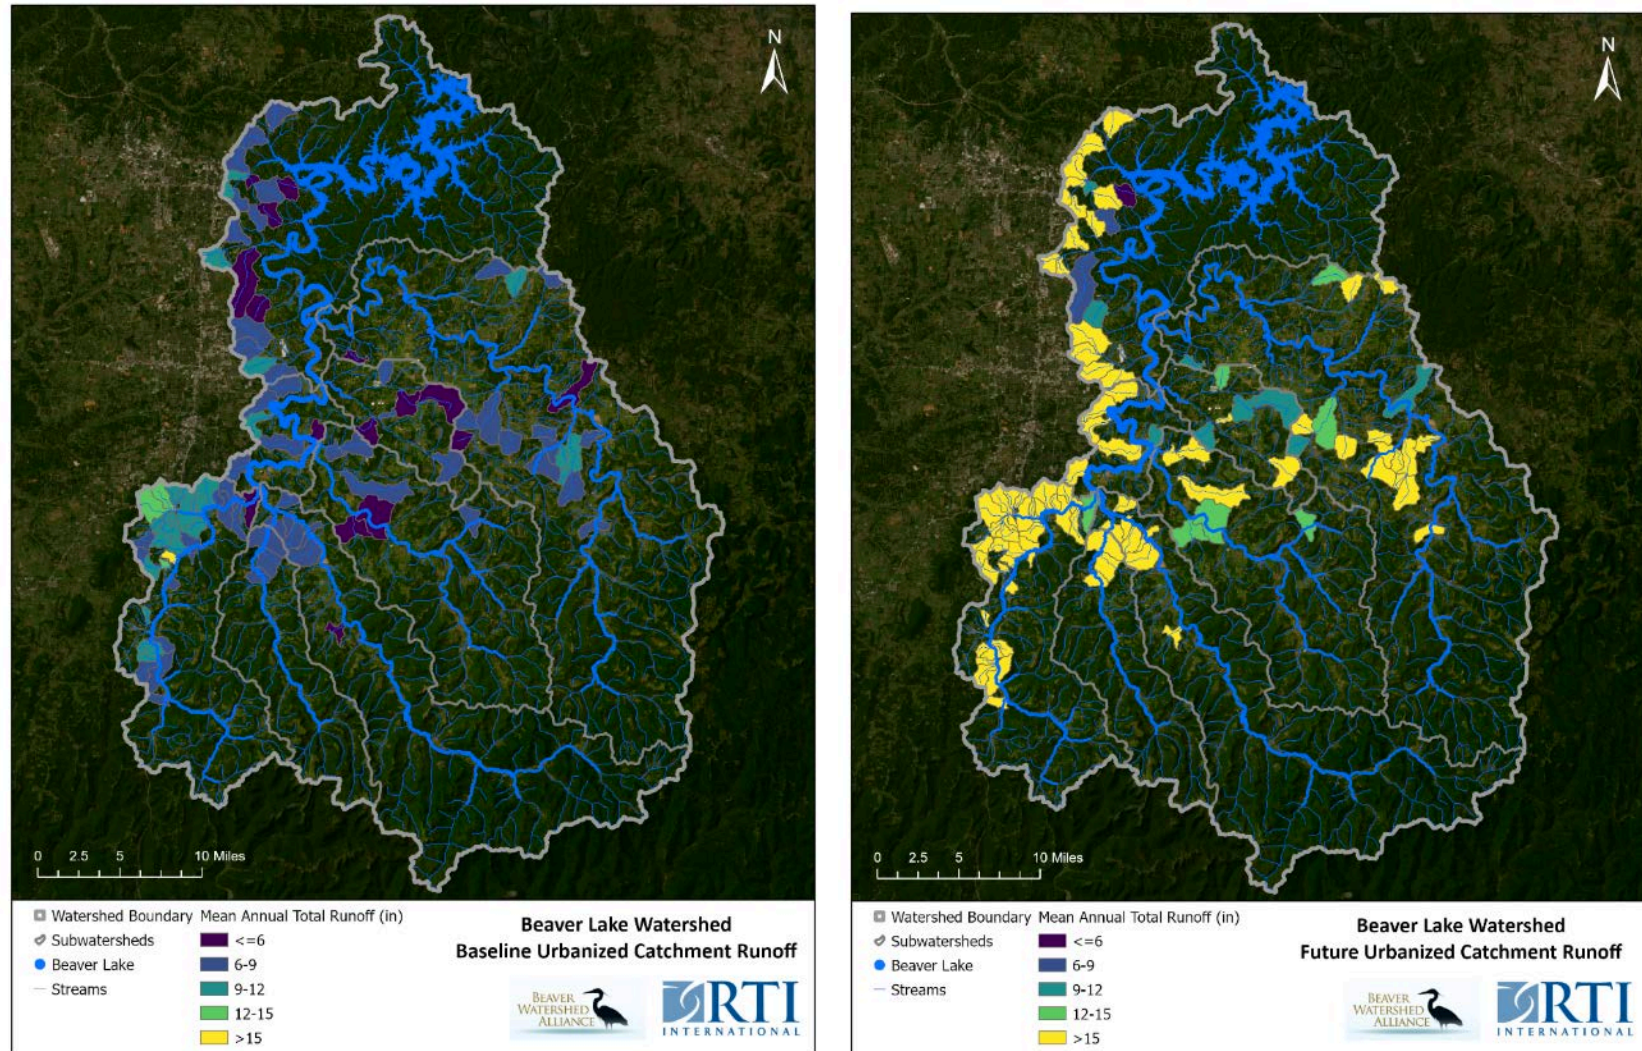 N
0 2.5 5 10 Miles
Watershed Boundary
Subwatersheds
Beaver Lake
Streams
Mean Annual Total Runoff (in)
<=6
6-9
9-12
12-15
>15
Beaver Lake Watershed
Baseline Urbanized Catchment Runoff
BEAVER
WATERSHED
ALLIANCE
RTI
INTERNATIONAL
N
0 2.5 5 10 Miles
Watershed Boundary
Subwatersheds
Beaver Lake
Streams
Mean Annual Total Runoff (in)
<=6
6-9
9-12
12-15
>15
Beaver Lake Watershed
Future Urbanized Catchment Runoff
BEAVER
WATERSHED
ALLIANCE
RTI
INTERNATIONAL